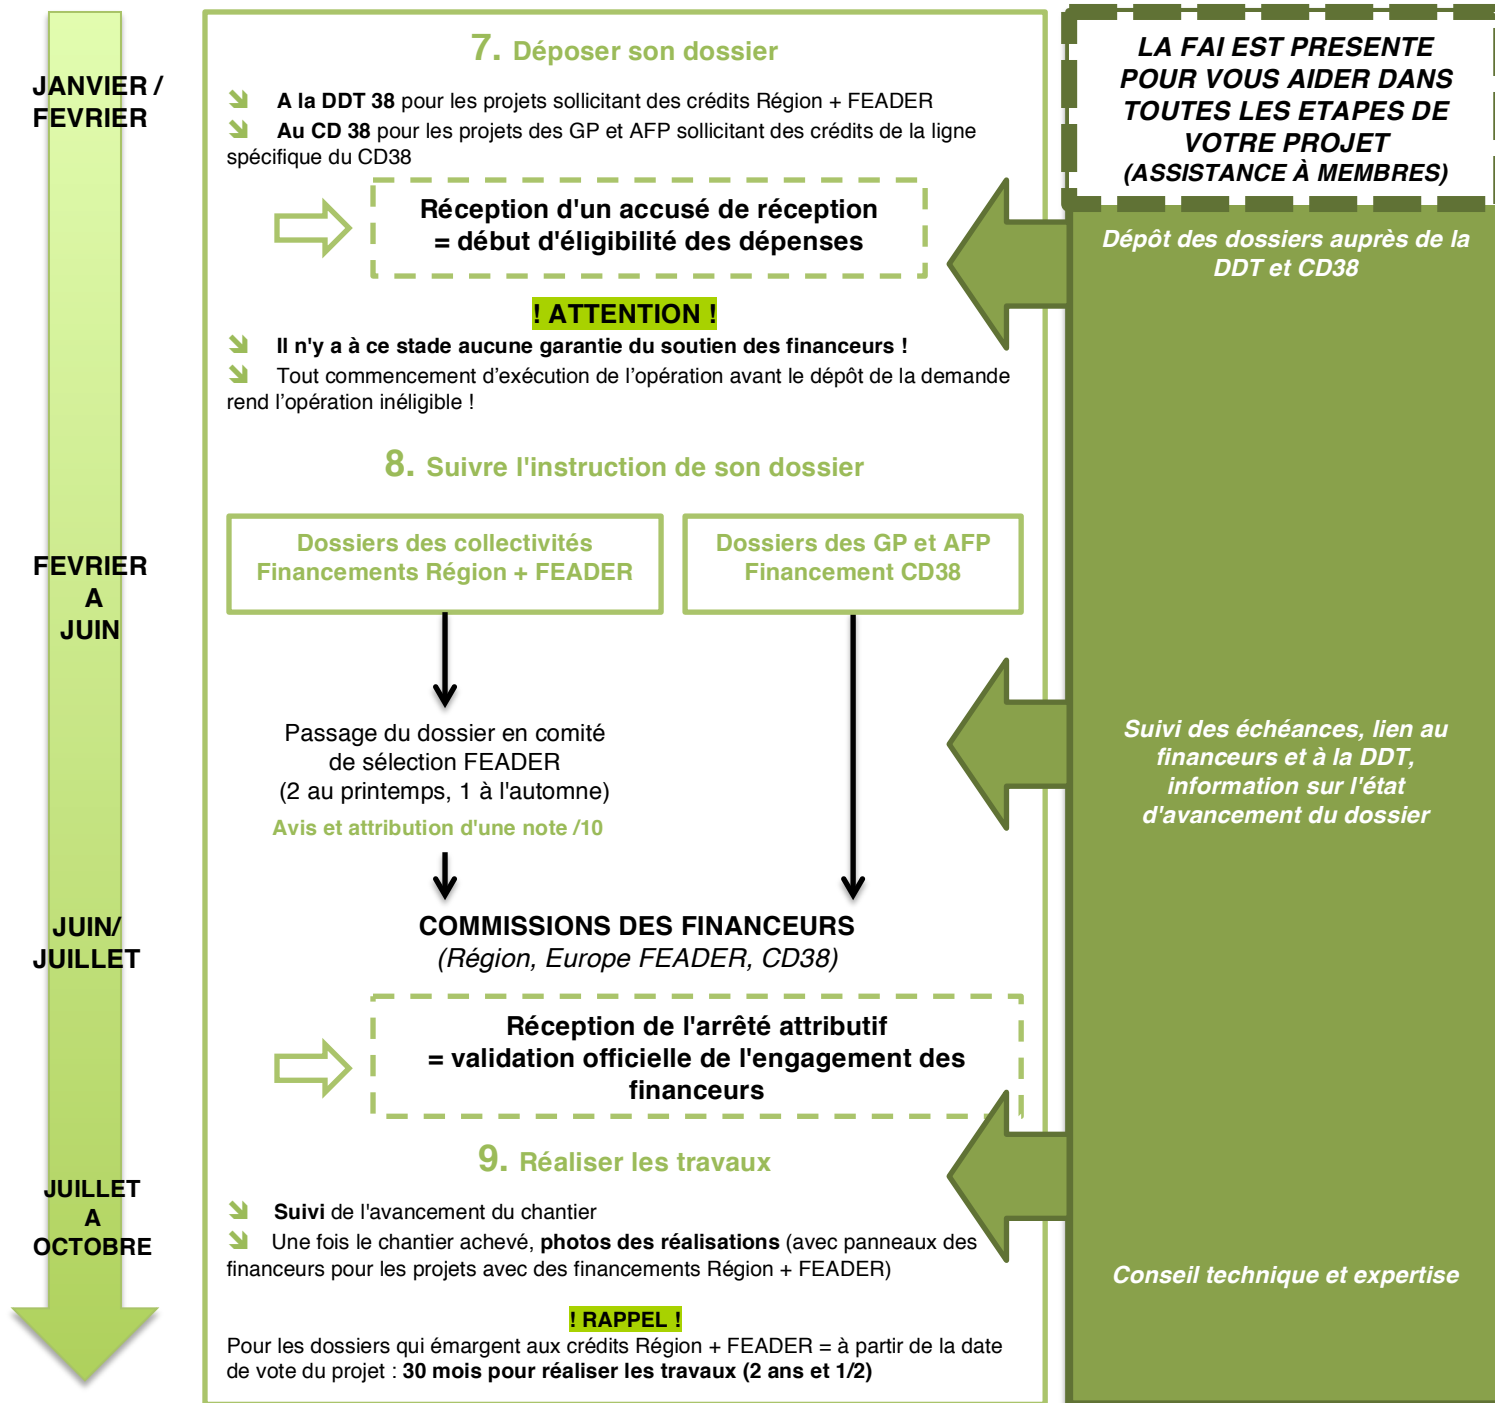 JANVIER /
FEVRIER
7. Déposer son dossier
A la DDT 38 pour les projets sollicitant des crédits Région + FEADER
Au CD 38 pour les projets des GP et AFP sollicitant des crédits de la ligne
spécifique du CD38
Réception d'un accusé de réception
= début d'éligibilité des dépenses
! ATTENTION !
Il n'y a à ce stade aucune garantie du soutien des financeurs !
Tout commencement d'exécution de l'opération avant le dépôt de la demande
rend l'opération inéligible !
LA FAI EST PRESENTE
POUR VOUS AIDER DANS
TOUTES LES ETAPES DE
VOTRE PROJET
(ASSISTANCE À MEMBRES)
Dépôt des dossiers auprès de la
DDT et CD38
FEVRIER
A
JUIN
8. Suivre l'instruction de son dossier
Dossiers des collectivités
Financements Région + FEADER
Dossiers des GP et AFP
Financement CD38
Passage du dossier en comité
de sélection FEADER
(2 au printemps, 1 à l'automne)
Avis et attribution d'une note /10
Suivi des échéances, lien au
financeurs et à la DDT,
information sur l'état
d'avancement du dossier
JUIN/
JUILLET
COMMISSIONS DES FINANCEURS
(Région, Europe FEADER, CD38)
Réception de l'arrêté attributif
= validation officielle de l'engagement des
financeurs
JUILLET
A
OCTOBRE
9. Réaliser les travaux
Suivi de l'avancement du chantier
Une fois le chantier achevé, photos des réalisations (avec panneaux des
financeurs pour les projets avec des financements Région + FEADER)
Conseil technique et expertise
! RAPPEL !
Pour les dossiers qui émargent aux crédits Région + FEADER = à partir de la date
de vote du projet : 30 mois pour réaliser les travaux (2 ans et 1/2)